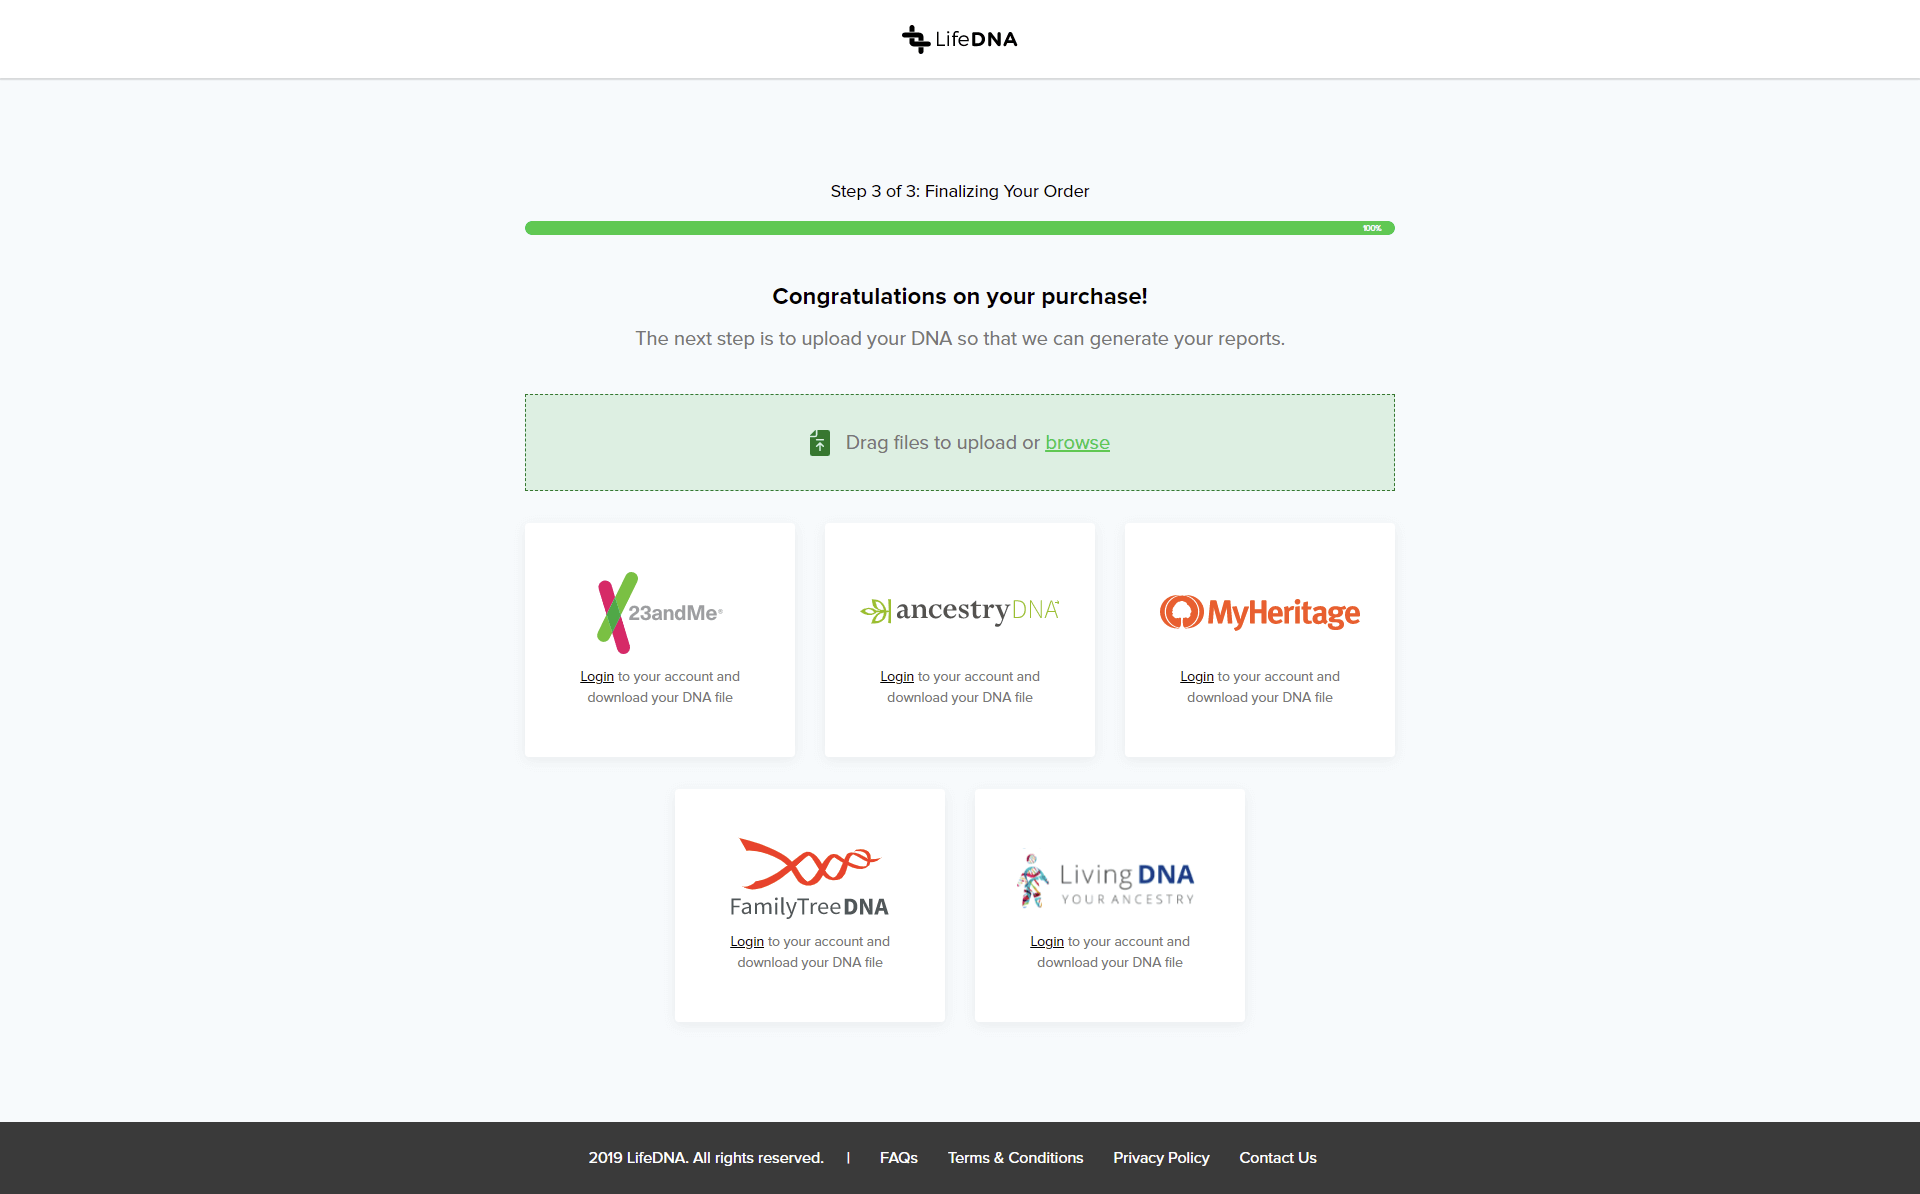 LifeDNA
Step 3 of 3: Finalizing Your Order
100%
Congratulations on your purchase!
The next step is to upload your DNA so that we can generate your reports.
Drag files to upload or browse
23andMe®
ancestryDNA
MyHeritage
Login to your account and
download your DNA file
Login to your account and
download your DNA file
Login to your account and
download your DNA file
FamilyTreeDNA
Living DNA
YOUR ANCESTRY
Login to your account and
download your DNA file
Login to your account and
download your DNA file
2019 LifeDNA. All rights reserved. | FAQs Terms & Conditions Privacy Policy Contact Us